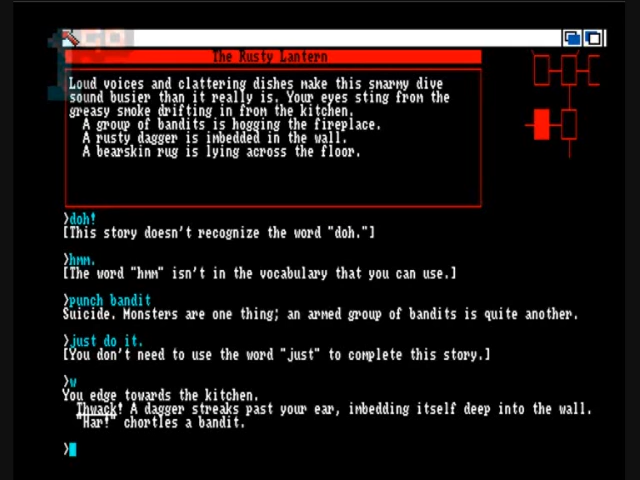 The Rusty Lantern
Loud voices and clattering dishes make this smarmy dive
sound busier than it really is. Your eyes sting from the
greasy smoke drifting in from the kitchen.
A group of bandits is hogging the fireplace.
A rusty dagger is imbedded in the wall.
A bearskin rug is lying across the floor.
>doh!
[This story doesn't recognize the word "doh."]
>hmm.
[The word "hmm" isn't in the vocabulary that you can use.]
>punch bandit
Suicide. Monsters are one thing; an armed group of bandits is quite another.
>just do it.
[You don't need to use the word "just" to complete this story.]
>w
You edge towards the kitchen.
Thwack! A dagger streaks past your ear, imbedding itself deep into the wall.
"Har!" chortles a bandit.
>